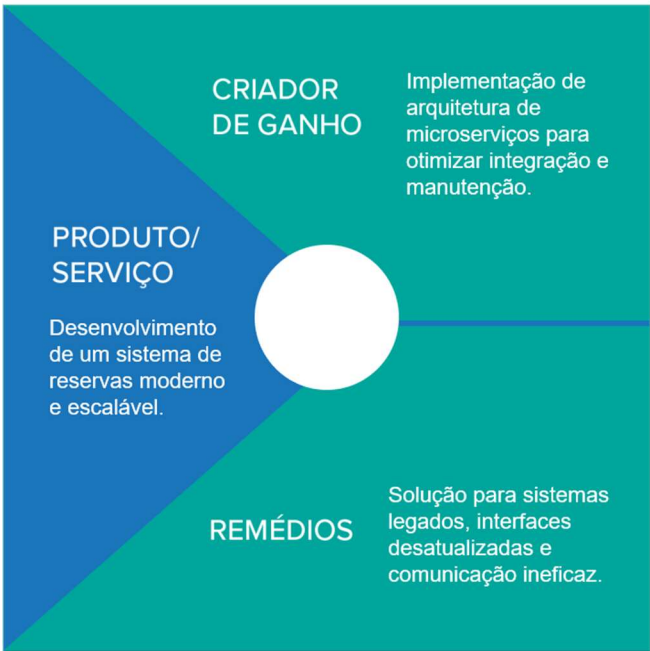 CRIADOR
DE GANHO
Implementação de
arquitetura de
microserviços para
otimizar integração e
manutenção.
PRODUTO/
SERVIÇO
Desenvolvimento
de um sistema de
reservas moderno
e escalável.
REMÉDIOS
Solução para sistemas
legados, interfaces
desatualizadas e
comunicação ineficaz.